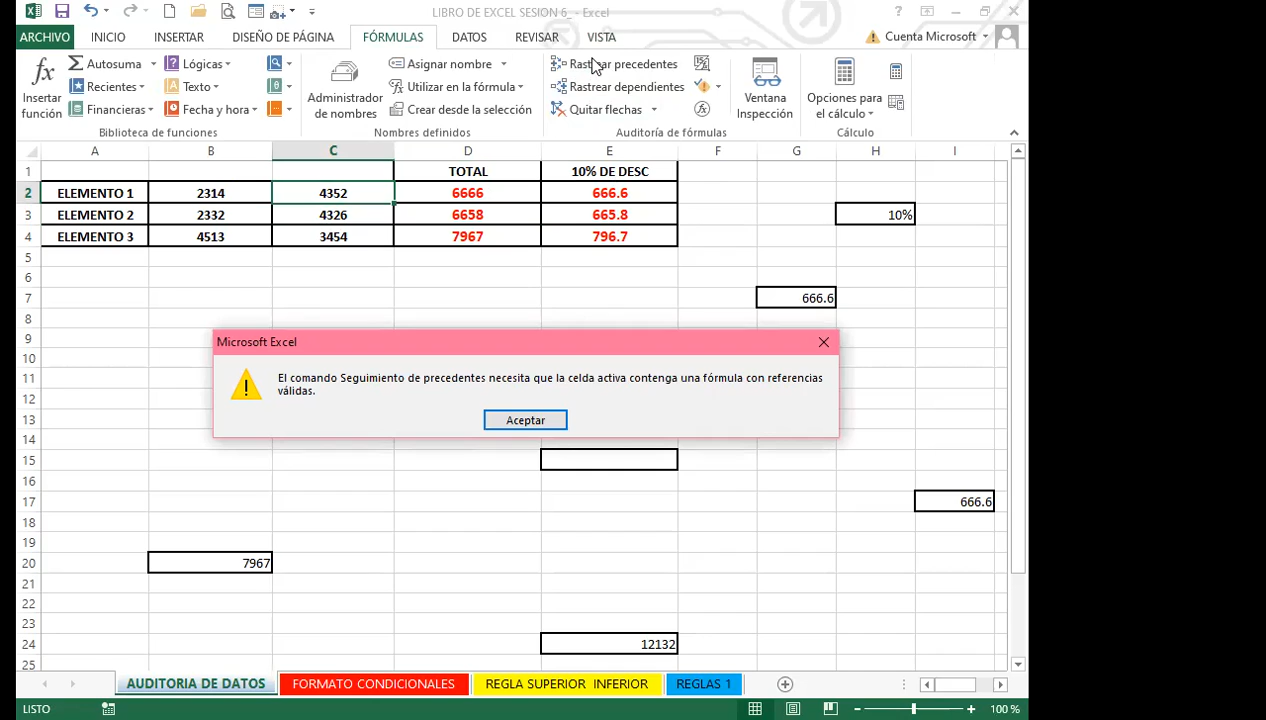 LIBRO DE EXCEL SESION 6_ - Excel
ARCHIVO INICIO INSERTAR DISEÑO DE PÁGINA FÓRMULAS DATOS REVISAR VISTA Cuenta Microsoft
Insertar función
Autosuma
Recientes
Financieras
Lógicas
Texto
Fecha y hora
Biblioteca de funciones
Administrador de nombres
Asignar nombre
Utilizar en la fórmula
Crear desde la selección
Nombres definidos
Rastrear precedentes
Rastrear dependientes
Quitar flechas
Auditoría de fórmulas
Ventana Inspección
Opciones para el cálculo
Cálculo
A B C D E F G H I
1 TOTAL 10% DE DESC
2 ELEMENTO 1 2314 4352 6666 666.6
3 ELEMENTO 2 2332 4326 6658 665.8 10%
4 ELEMENTO 3 4513 3454 7967 796.7
5
6
7 666.6
8
9
10
11
12
13
14
15
16
17 666.6
18
19
20 7967
21
22
23
24 12132
25
Microsoft Excel
El comando Seguimiento de precedentes necesita que la celda activa contenga una fórmula con referencias
válidas.
Aceptar
AUDITORIA DE DATOS FORMATO CONDICIONALES REGLA SUPERIOR INFERIOR REGLAS 1
LISTO 100 %